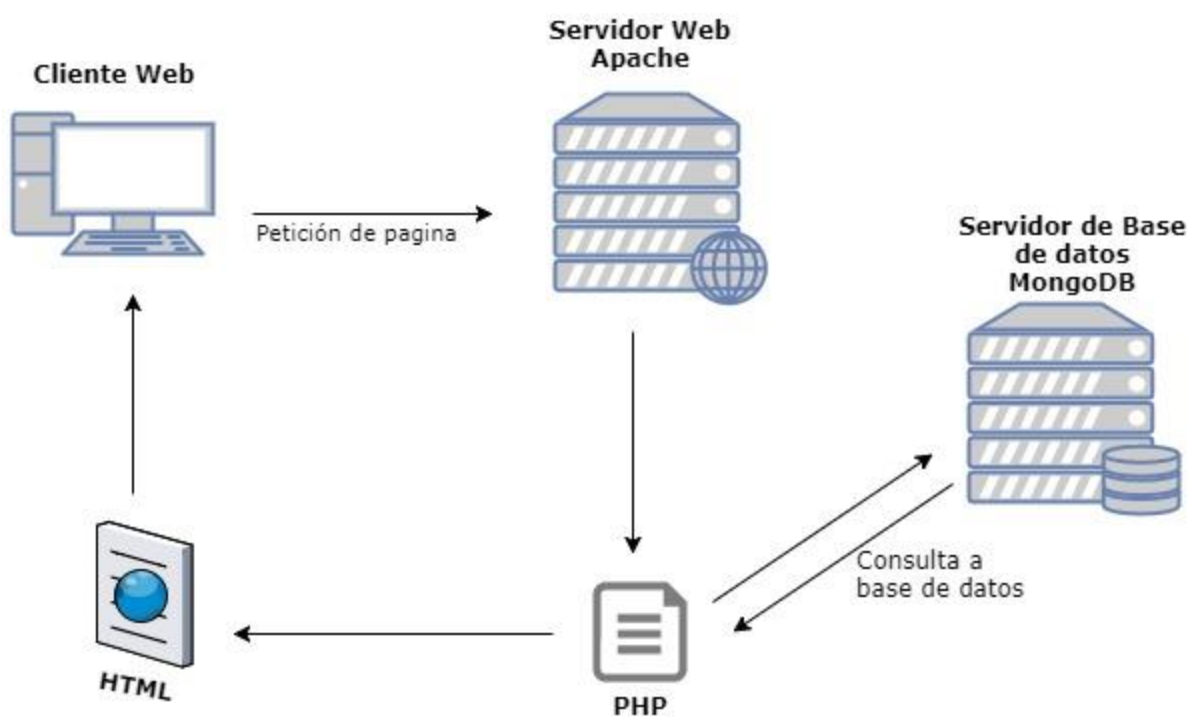 Servidor Web
Apache
Cliente Web
Petición de pagina
Servidor de Base
de datos
MongoDB
Consulta a
base de datos
HTML
PHP